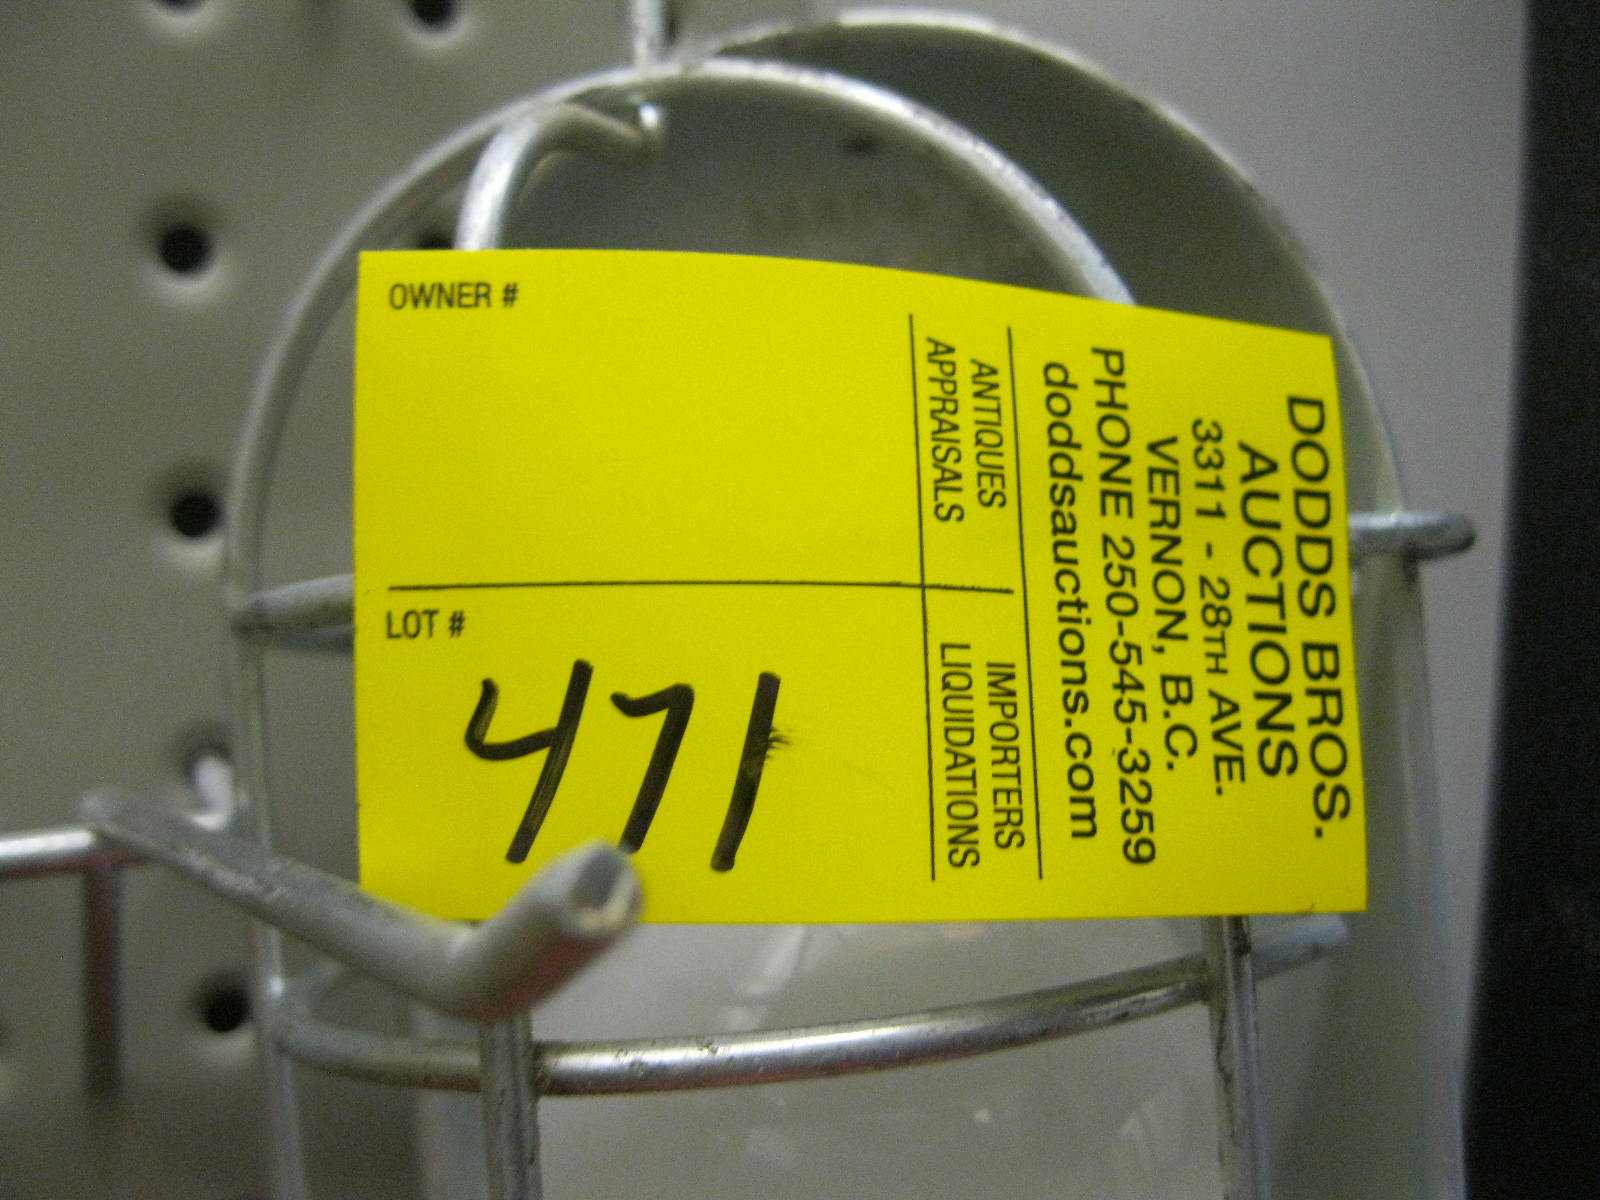 OWNER #
LOT #
471
DODDS BROS.
AUCTIONS
3311 - 28TH AVE.
VERNON, B.C.
PHONE 250-545-3259
doddsauctions.com
ANTIQUES
APPRAISALS
IMPORTERS
LIQUIDATIONS